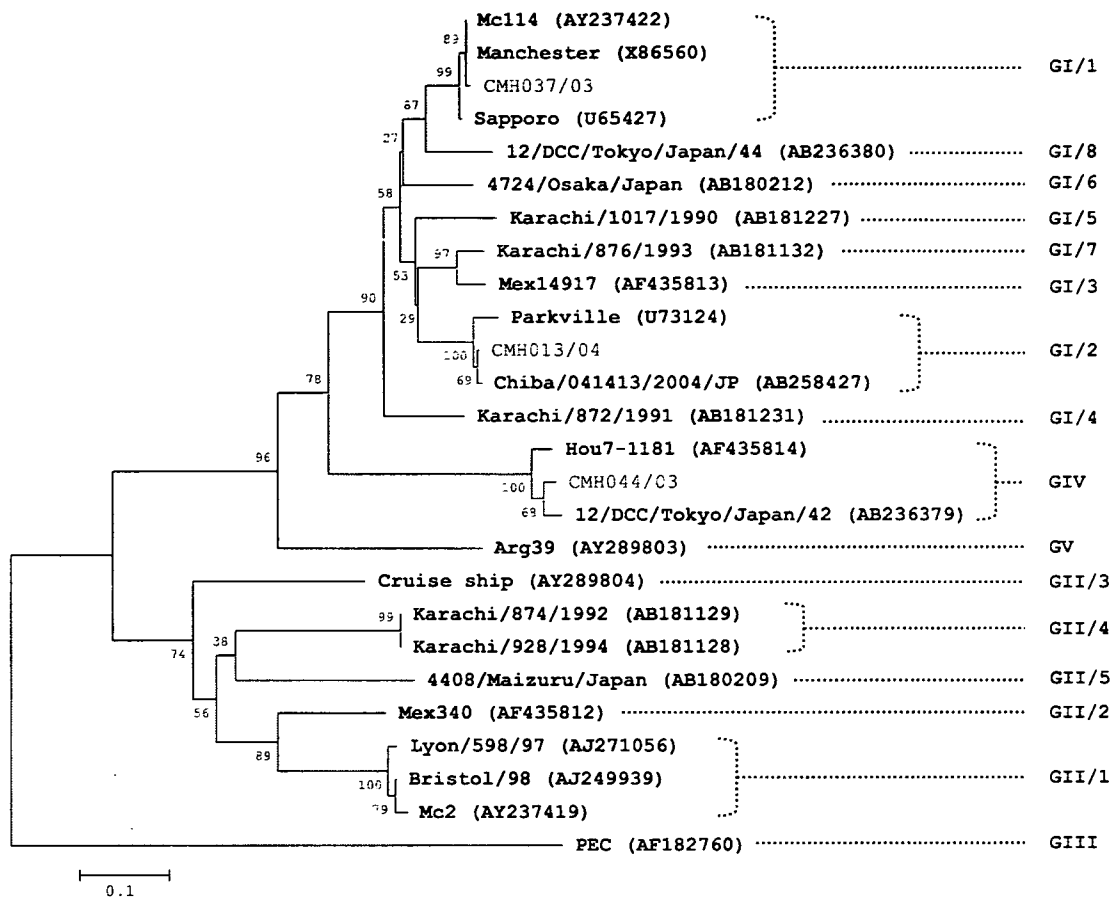 Mc114 (AY237422)
89
Manchester (X86560)
GI/1
99
CMH037/03
87
Sapporo (U65427)
27
12/DCC/Tokyo/Japan/44 (AB236380) GI/8
58
4724/Osaka/Japan (AB180212) GI/6
Karachi/1017/1990 (AB181227) GI/5
97
Karachi/876/1993 (AB181132) GI/7
53
Mex14917 (AF435813) GI/3
90
29
Parkville (U73124)
100
CMH013/04
GI/2
69
Chiba/041413/2004/JP (AB258427)
78
Karachi/872/1991 (AB181231) GI/4
Hou7-1181 (AF435814)
96
100
CMH044/03
GIV
69
12/DCC/Tokyo/Japan/42 (AB236379)
Arg39 (AY289803) GV
Cruise ship (AY289804) GII/3
99
Karachi/874/1992 (AB181129)
GII/4
38
Karachi/928/1994 (AB181128)
74
4408/Maizuru/Japan (AB180209) GII/5
56
Mex340 (AF435812) GII/2
89
Lyon/598/97 (AJ271056)
100
Bristol/98 (AJ249939)
GII/1
79
Mc2 (AY237419)
PEC (AF182760) GIII
0.1